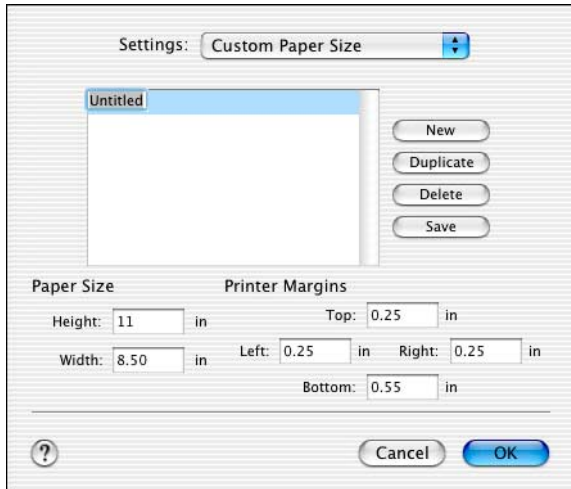 Settings: Custom Paper Size
Untitled
New
Duplicate
Delete
Save
Paper Size Printer Margins
Height: 11 in
Top: 0.25 in
Width: 8.50 in
Left: 0.25 in Right: 0.25 in
Bottom: 0.55 in
? Cancel OK